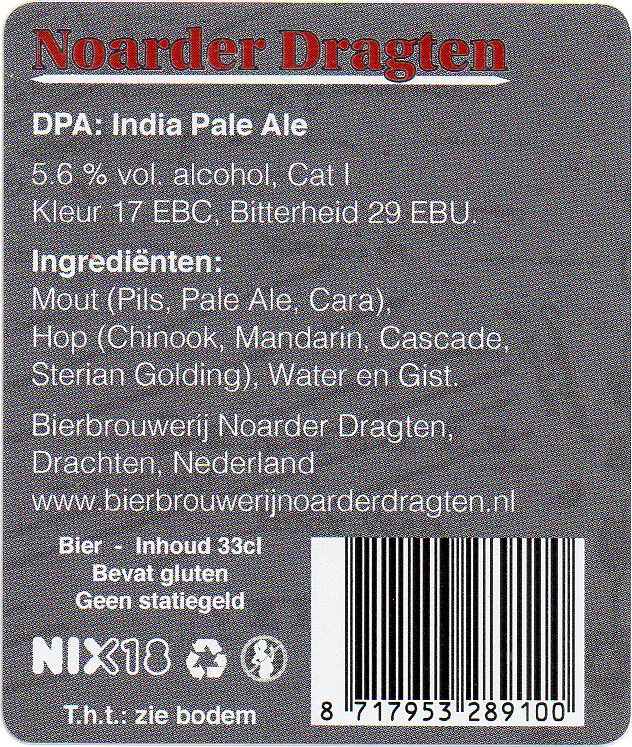 Noarder Dragten
DPA: India Pale Ale
5.6 % vol. alcohol, Cat I
Kleur 17 EBC, Bitterheid 29 EBU.
Ingrediënten:
Mout (Pils, Pale Ale, Cara),
Hop (Chinook, Mandarin, Cascade,
Sterian Golding), Water en Gist.
Bierbrouwerij Noarder Dragten,
Drachten, Nederland
www.bierbrouwerijnoarderdragten.nl
Bier - Inhoud 33cl
Bevat gluten
Geen statiegeld
NIX18
T.h.t.: zie bodem
8 717953 289100